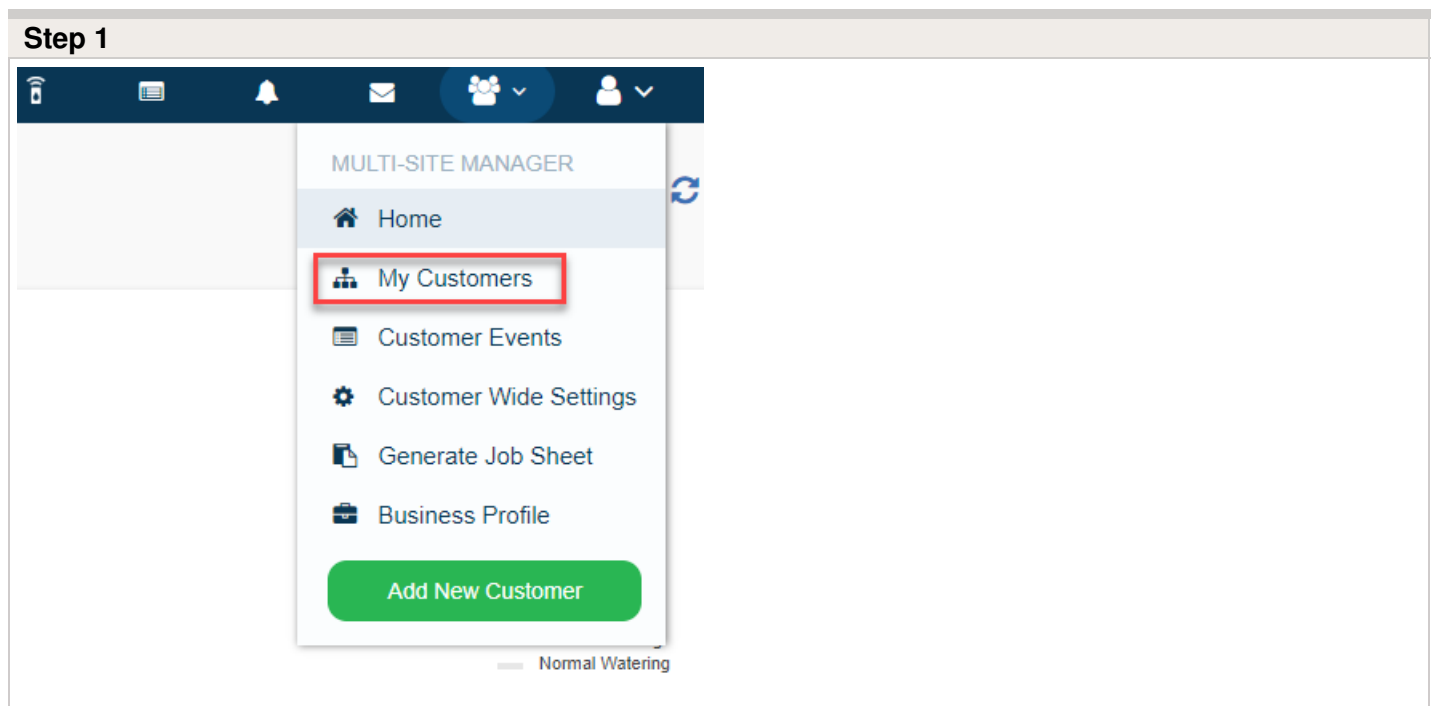 Step 1
MULTI-SITE MANAGER
Home
My Customers
Customer Events
Customer Wide Settings
Generate Job Sheet
Business Profile
Add New Customer
Normal Watering